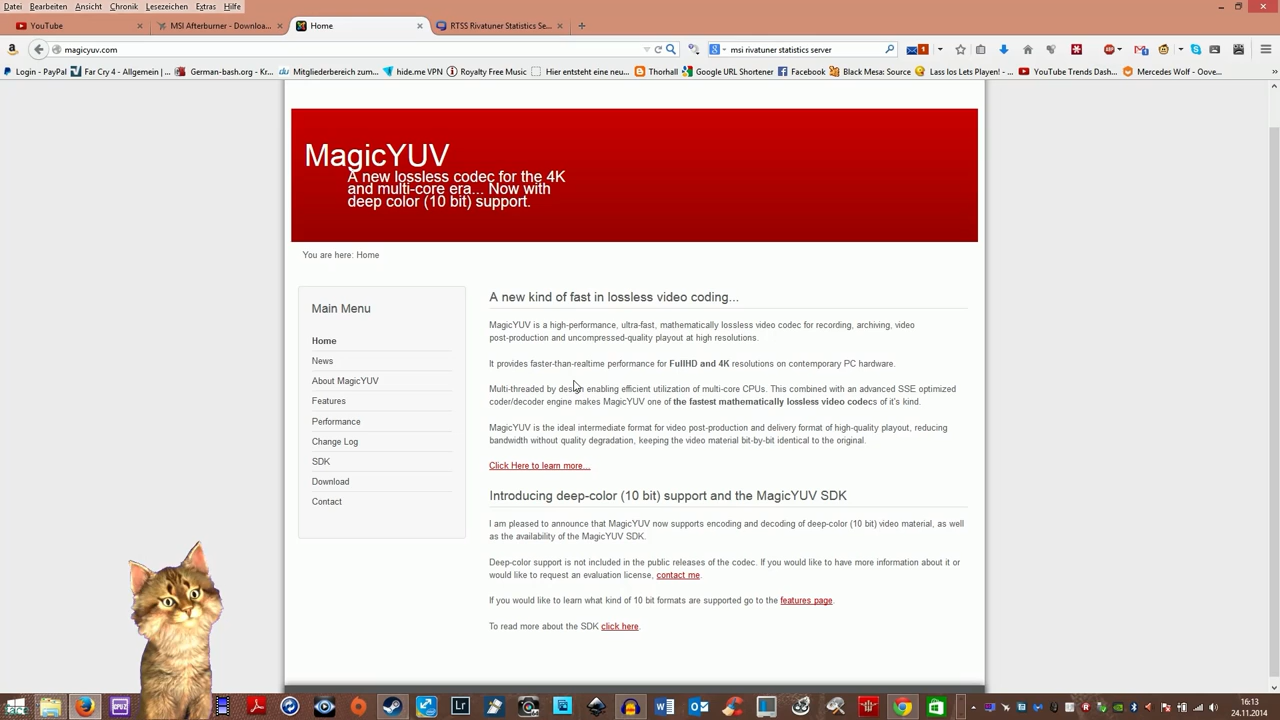 Datei Bearbeiten Ansicht Chronik Lesezeichen Extras Hilfe
YouTube
MSI Afterburner - Downloa...
Home
RTSS Rivatuner Statistics Se...
magicyuv.com
msi rivatuner statistics server
Login - PayPal
Far Cry 4 - Allgemein | ...
German-bash.org - Kr...
Mitgliederbereich zum...
hide.me VPN
Royalty Free Music
Hier entsteht eine neu...
Thorhall
Google URL Shortener
Facebook
Black Mesa: Source
Lass los Lets Playen! -...
YouTube Trends Dash...
Mercedes Wolf - Oove...
MagicYUV
A new lossless codec for the 4K
and multi-core era... Now with
deep color (10 bit) support.
You are here: Home
Main Menu
Home
News
About MagicYUV
Features
Performance
Change Log
SDK
Download
Contact
A new kind of fast in lossless video coding...
MagicYUV is a high-performance, ultra-fast, mathematically lossless video codec for recording, archiving, video
post-production and uncompressed-quality playout at high resolutions.
It provides faster-than-realtime performance for FullHD and 4K resolutions on contemporary PC hardware.
Multi-threaded by design enabling efficient utilization of multi-core CPUs. This combined with an advanced SSE optimized
coder/decoder engine makes MagicYUV one of the fastest mathematically lossless video codecs of it's kind.
MagicYUV is the ideal intermediate format for video post-production and delivery format of high-quality playout, reducing
bandwidth without quality degradation, keeping the video material bit-by-bit identical to the original.
Click Here to learn more...
Introducing deep-color (10 bit) support and the MagicYUV SDK
I am pleased to announce that MagicYUV now supports encoding and decoding of deep-color (10 bit) video material, as well
as the availability of the MagicYUV SDK.
Deep-color support is not included in the public releases of the codec. If you would like to have more information about it or
would like to request an evaluation license, contact me.
If you would like to learn what kind of 10 bit formats are supported go to the features page.
To read more about the SDK click here.
16:13
24.11.2014